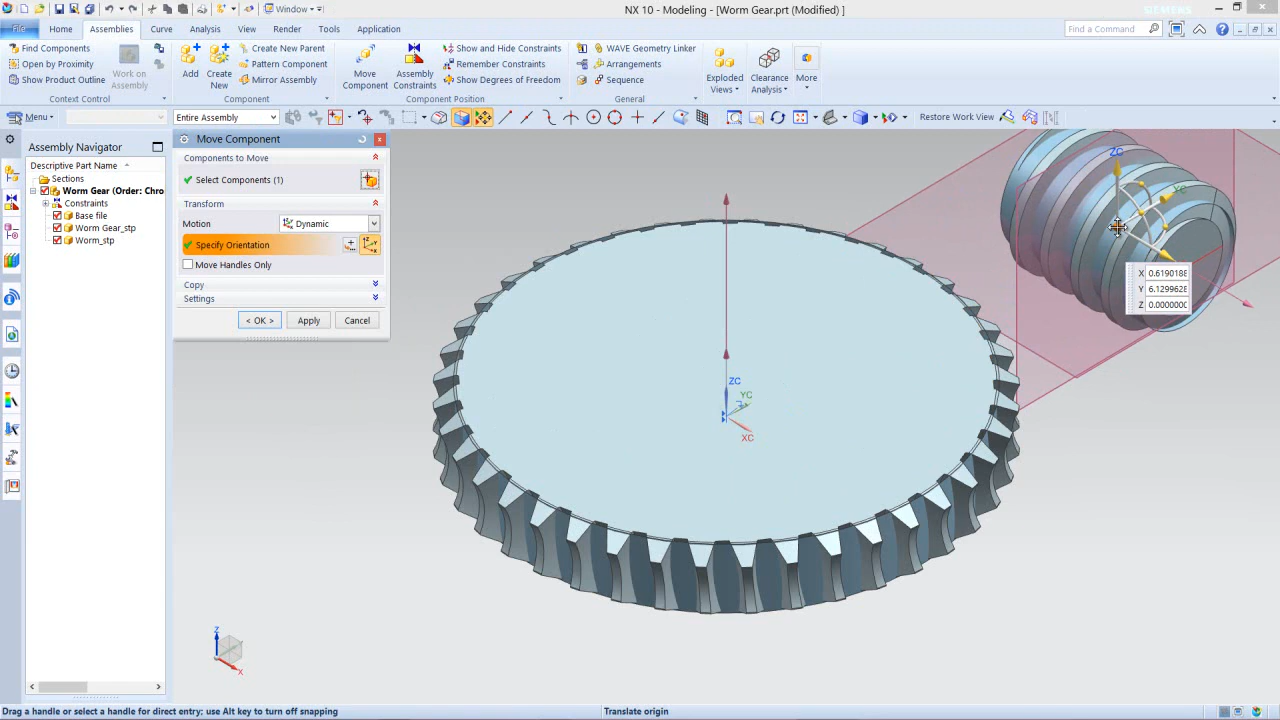 NX 10 - Modeling - [Worm Gear.prt (Modified) ]
SIEMENS
Window
File
Home
Assemblies
Curve
Analysis
View
Render
Tools
Application
Find a Command
Find Components
Open by Proximity
Show Product Outline
Work on Assembly
Context Control
Add
Create New
Create New Parent
Pattern Component
Mirror Assembly
Component
Move Component
Assembly Constraints
Show and Hide Constraints
Remember Constraints
Show Degrees of Freedom
Component Position
WAVE Geometry Linker
Arrangements
Sequence
General
Exploded Views
Clearance Analysis
More
Menu
Entire Assembly
Restore Work View
Assembly Navigator
Descriptive Part Name
Sections
Worm Gear (Order: Chro
Constraints
Base file
Worm Gear_stp
Worm_stp
Move Component
Components to Move
Select Components (1)
Transform
Motion
Dynamic
Specify Orientation
Move Handles Only
Copy
Settings
< OK >
Apply
Cancel
ZC
YC
X 0.619018
Y 6.129962
Z 0.000000
ZC
YC
XC
Z
X
Drag a handle or select a handle for direct entry; use Alt key to turn off snapping
Translate origin